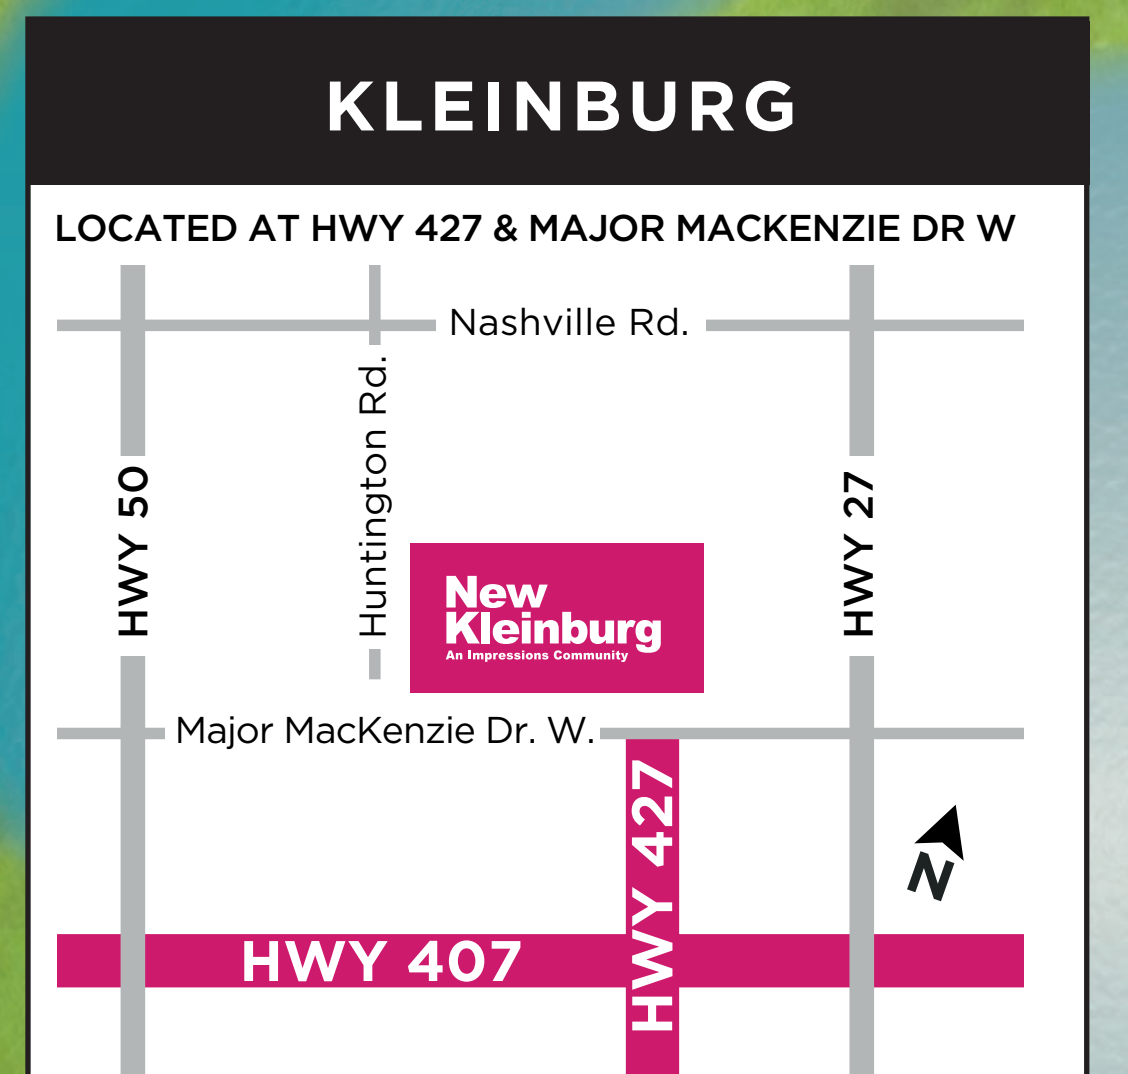 KLEINBURG
LOCATED AT HWY 427 & MAJOR MACKENZIE DR W
Nashville Rd.
Huntington Rd.
HWY 50
HWY 27
New
Kleinburg
An Impressions Community
Major MacKenzie Dr. W.
HWY 427
N
HWY 407